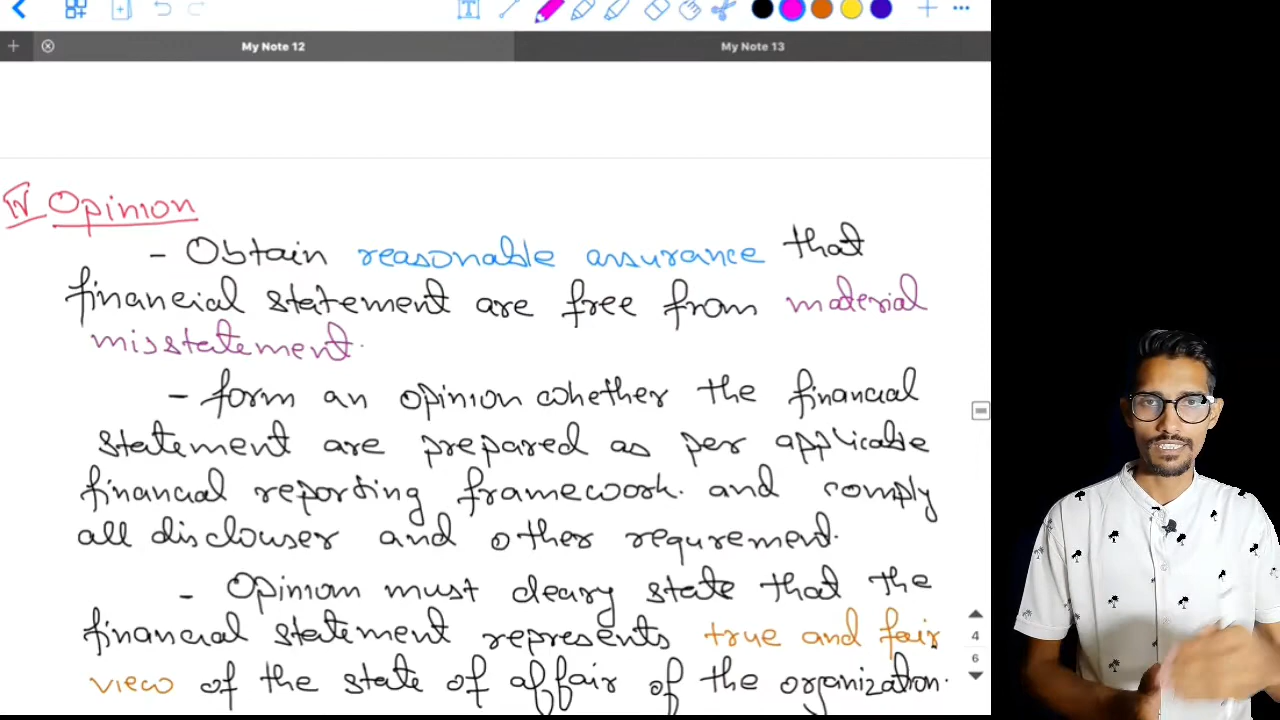 My Note 12
My Note 13
IV Opinion
- Obtain reasonable assurance that
financial statement are free from material
misstatement.
- form an opinion whether the financial
statement are prepared as per applicable
financial reporting framework. and comply
all disclouser and other requrement.
- Opinion must cleary state that the
financial statement represents true and fair
view of the state of affair of the organization.
4
6